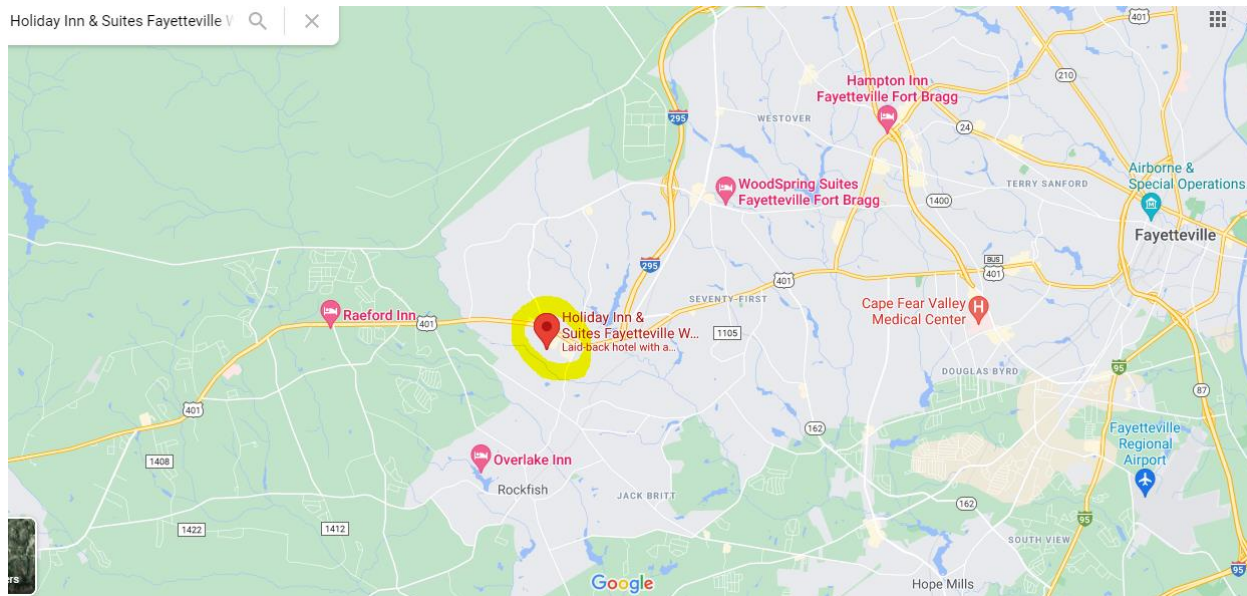 Holiday Inn & Suites Fayetteville W
401
Hampton Inn
Fayetteville Fort Bragg
210
295
WESTOVER
24
Airborne &
Special Operations
WoodSpring Suites
Fayetteville Fort Bragg
TERRY SANFORD
1400
Fayetteville
295
BUS
401
401
SEVENTY-FIRST
Raeford Inn
401
Holiday Inn &
Suites Fayetteville W...
Laid-back hotel with a...
1105
Cape Fear Valley
Medical Center
H
95
DOUGLAS BYRD
87
401
162
Fayetteville
Regional
Airport
1408
Overlake Inn
Rockfish
JACK BRITT
162
95
1422
1412
SOUTH VIEW
95
ers
Google
Hope Mills